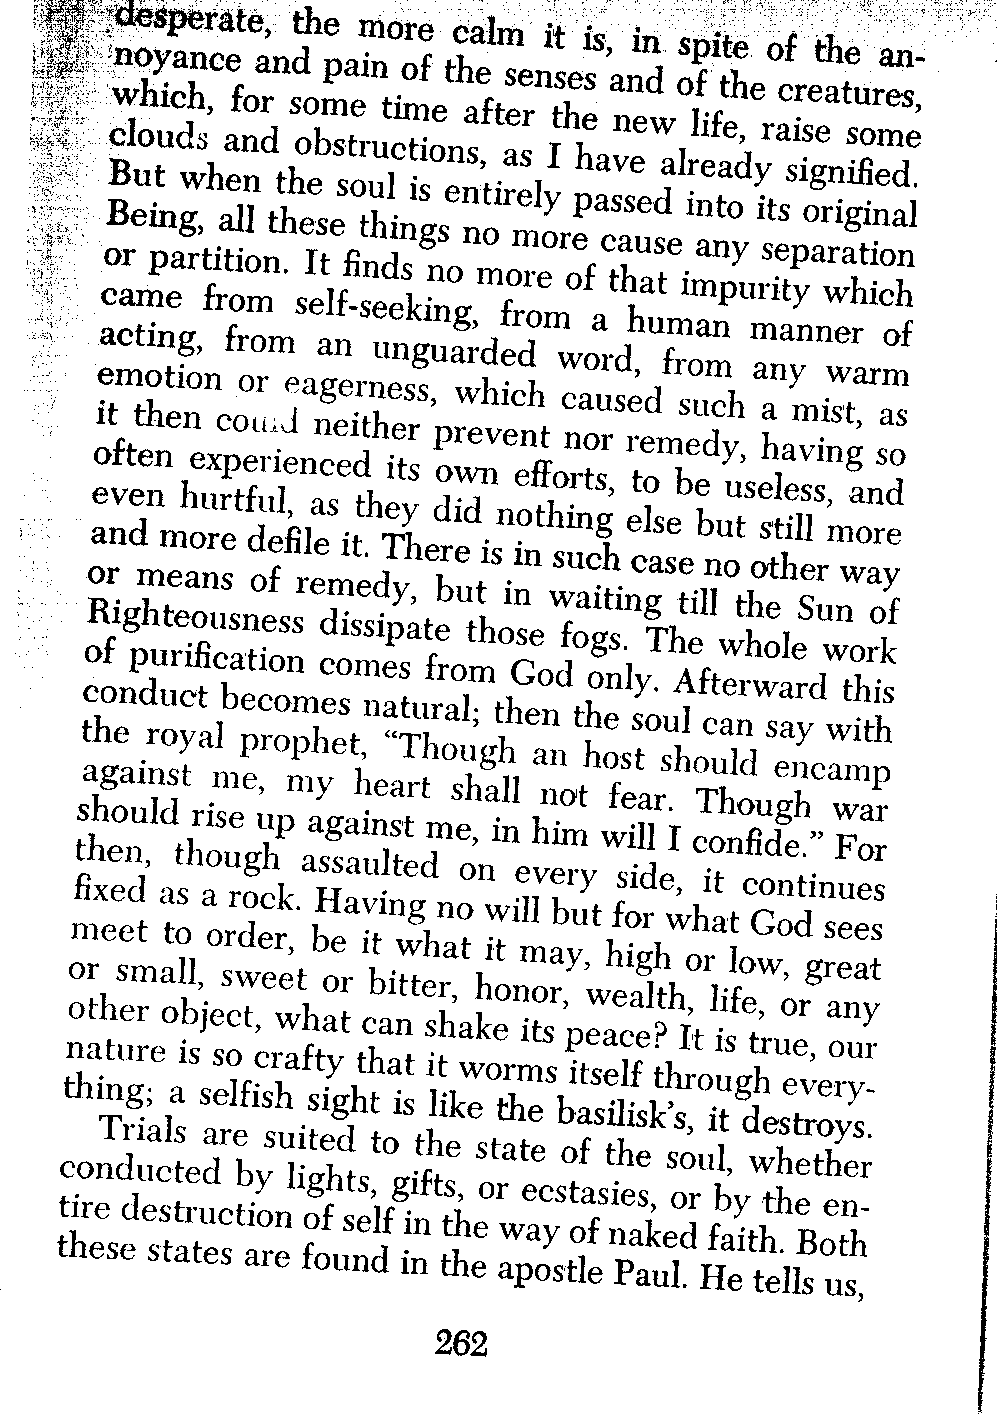 desperate, the more calm it is, in spite of the an-
noyance and pain of the senses and of the creatures,
which, for some time after the new life, raise some
clouds and obstructions, as I have already signified.
But when the soul is entirely passed into its original
Being, all these things no more cause any separation
or partition. It finds no more of that impurity which
came from self-seeking, from a human manner of
acting, from an unguarded word, from any warm
emotion or eagerness, which caused such a mist, as
it then could neither prevent nor remedy, having so
often experienced its own efforts, to be useless, and
even hurtful, as they did nothing else but still more
and more defile it. There is in such case no other way
or means of remedy, but in waiting till the Sun of
Righteousness dissipate those fogs. The whole work
of purification comes from God only. Afterward this
conduct becomes natural; then the soul can say with
the royal prophet, “Though an host should encamp
against me, my heart shall not fear. Though war
should rise up against me, in him will I confide.” For
then, though assaulted on every side, it continues
fixed as a rock. Having no will but for what God sees
meet to order, be it what it may, high or low, great
or small, sweet or bitter, honor, wealth, life, or any
other object, what can shake its peace? It is true, our
nature is so crafty that it worms itself through every-
thing; a selfish sight is like the basilisk’s, it destroys.
Trials are suited to the state of the soul, whether
conducted by lights, gifts, or ecstasies, or by the en-
tire destruction of self in the way of naked faith. Both
these states are found in the apostle Paul. He tells us,
262